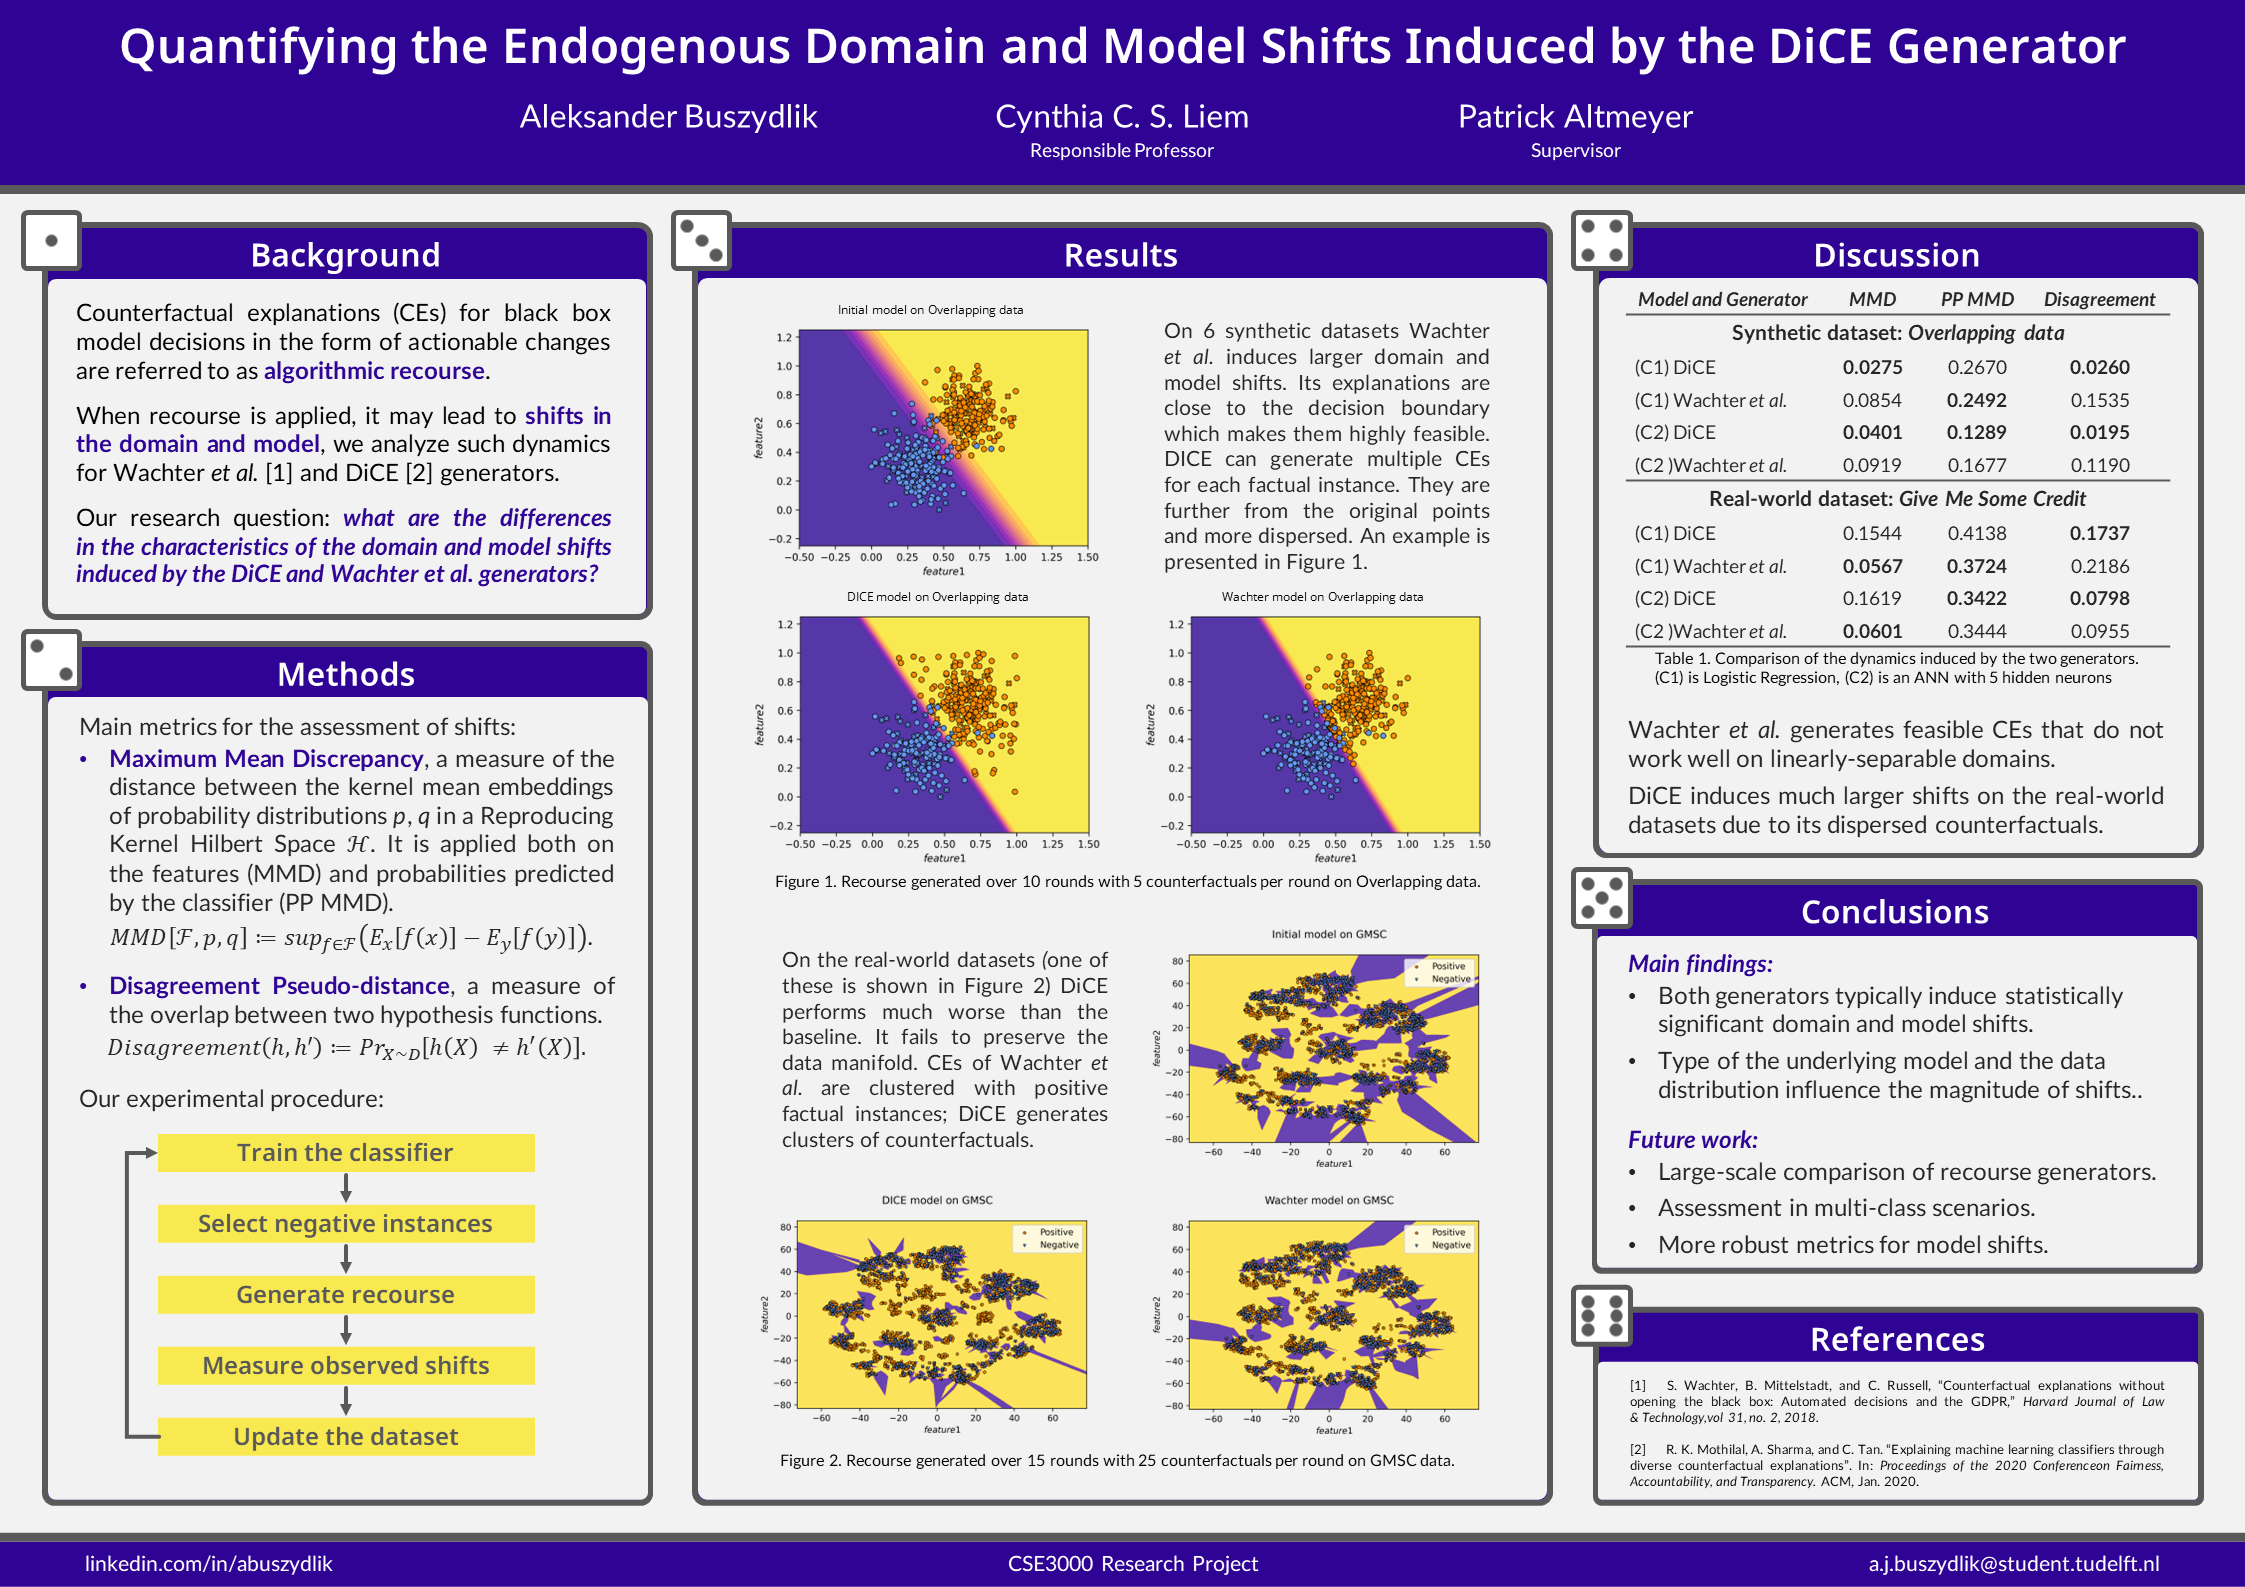 Quantifying the Endogenous Domain and Model Shifts Induced by the DiCE Generator
Aleksander Buszydlik
Cynthia C. S. Liem
Responsible Professor
Patrick Altmeyer
Supervisor
Background
Counterfactual explanations (CEs) for black box
model decisions in the form of actionable changes
are referred to as algorithmic recourse.
When recourse is applied, it may lead to shifts in
the domain and model, we analyze such dynamics
for Wachter et al. [1] and DiCE [2] generators.
Our research question: what are the differences
in the characteristics of the domain and model shifts
induced by the DiCE and Wachter et al. generators?
Methods
Main metrics for the assessment of shifts:
• Maximum Mean Discrepancy, a measure of the
distance between the kernel mean embeddings
of probability distributions p, q in a Reproducing
Kernel Hilbert Space ℋ. It is applied both on
the features (MMD) and probabilities predicted
by the classifier (PP MMD).
MMD[ℱ, p, q] ≔ sup_{f∈ℱ}(E_x[f(x)] − E_y[f(y)]).
• Disagreement Pseudo-distance, a measure of
the overlap between two hypothesis functions.
Disagreement(h, h′) ≔ Pr_{X~D}[h(X) ≠ h′(X)].
Our experimental procedure:
Train the classifier
Select negative instances
Generate recourse
Measure observed shifts
Update the dataset
Results
Initial model on Overlapping data
1.2
1.0
0.8
0.6
0.4
0.2
0.0
−0.2
feature2
−0.50 −0.25 0.00 0.25 0.50 0.75 1.00 1.25 1.50
feature1
On 6 synthetic datasets Wachter
et al. induces larger domain and
model shifts. Its explanations are
close to the decision boundary
which makes them highly feasible.
DICE can generate multiple CEs
for each factual instance. They are
further from the original points
and more dispersed. An example is
presented in Figure 1.
DICE model on Overlapping data
1.2
1.0
0.8
0.6
0.4
0.2
0.0
−0.2
feature2
−0.50 −0.25 0.00 0.25 0.50 0.75 1.00 1.25 1.50
feature1
Wachter model on Overlapping data
1.2
1.0
0.8
0.6
0.4
0.2
0.0
−0.2
feature2
−0.50 −0.25 0.00 0.25 0.50 0.75 1.00 1.25 1.50
feature1
Figure 1. Recourse generated over 10 rounds with 5 counterfactuals per round on Overlapping data.
On the real-world datasets (one of
these is shown in Figure 2) DiCE
performs much worse than the
baseline. It fails to preserve the
data manifold. CEs of Wachter et
al. are clustered with positive
factual instances; DiCE generates
clusters of counterfactuals.
Initial model on GMSC
Positive
Negative
80
60
40
20
0
−20
−40
−60
−80
feature2
−60 −40 −20 0 20 40 60
feature1
DICE model on GMSC
Positive
Negative
80
60
40
20
0
−20
−40
−60
−80
feature2
−60 −40 −20 0 20 40 60
feature1
Wachter model on GMSC
Positive
Negative
80
60
40
20
0
−20
−40
−60
−80
feature2
−60 −40 −20 0 20 40 60
feature1
Figure 2. Recourse generated over 15 rounds with 25 counterfactuals per round on GMSC data.
Discussion
Model and Generator MMD PP MMD Disagreement
Synthetic dataset: Overlapping data
(C1) DiCE 0.0275 0.2670 0.0260
(C1) Wachter et al. 0.0854 0.2492 0.1535
(C2) DiCE 0.0401 0.1289 0.0195
(C2 )Wachter et al. 0.0919 0.1677 0.1190
Real-world dataset: Give Me Some Credit
(C1) DiCE 0.1544 0.4138 0.1737
(C1) Wachter et al. 0.0567 0.3724 0.2186
(C2) DiCE 0.1619 0.3422 0.0798
(C2 )Wachter et al. 0.0601 0.3444 0.0955
Table 1. Comparison of the dynamics induced by the two generators.
(C1) is Logistic Regression, (C2) is an ANN with 5 hidden neurons
Wachter et al. generates feasible CEs that do not
work well on linearly-separable domains.
DiCE induces much larger shifts on the real-world
datasets due to its dispersed counterfactuals.
Conclusions
Main findings:
• Both generators typically induce statistically
significant domain and model shifts.
• Type of the underlying model and the data
distribution influence the magnitude of shifts..
Future work:
• Large-scale comparison of recourse generators.
• Assessment in multi-class scenarios.
• More robust metrics for model shifts.
References
[1] S. Wachter, B. Mittelstadt, and C. Russell, “Counterfactual explanations without
opening the black box: Automated decisions and the GDPR,” Harvard Journal of Law
& Technology,vol 31, no. 2, 2018.
[2] R. K. Mothilal, A. Sharma, and C. Tan. “Explaining machine learning classifiers through
diverse counterfactual explanations”. In: Proceedings of the 2020 Conferenceon Fairness,
Accountability, and Transparency. ACM, Jan. 2020.
linkedin.com/in/abuszydlik
CSE3000 Research Project
a.j.buszydlik@student.tudelft.nl